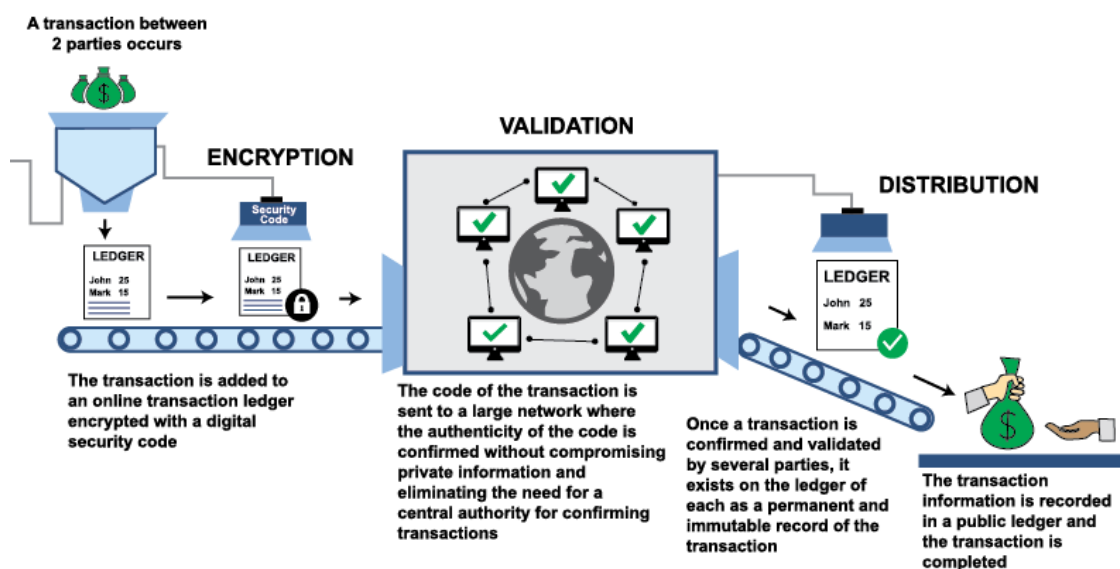 A transaction between
2 parties occurs
ENCRYPTION
Security
Code
LEDGER
John 25
Mark 15
LEDGER
John 25
Mark 15
The transaction is added to
an online transaction ledger
encrypted with a digital
security code
VALIDATION
The code of the transaction is
sent to a large network where
the authenticity of the code is
confirmed without compromising
private information and
eliminating the need for a
central authority for confirming
transactions
DISTRIBUTION
LEDGER
John 25
Mark 15
Once a transaction is
confirmed and validated
by several parties, it
exists on the ledger of
each as a permanent and
immutable record of the
transaction
$
The transaction
information is recorded
in a public ledger and
the transaction is
completed